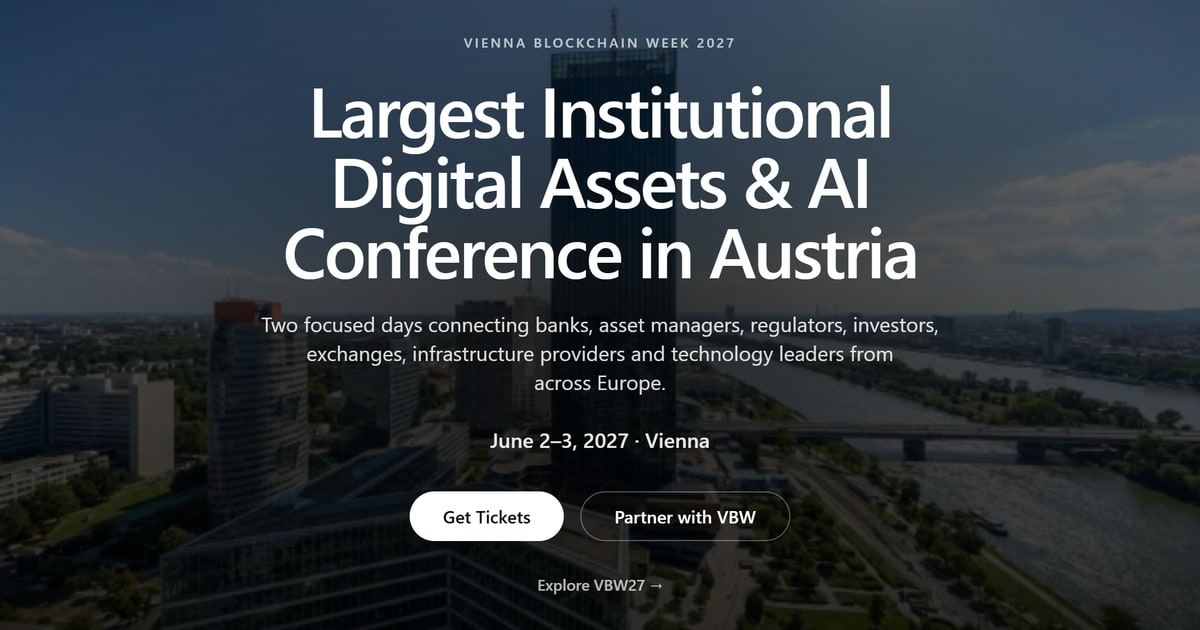 VIENNA BLOCKCHAIN WEEK 2027
Largest Institutional
Digital Assets & AI
Conference in Austria
Two focused days connecting banks, asset managers, regulators, investors,
exchanges, infrastructure providers and technology leaders from
across Europe.
June 2–3, 2027 · Vienna
Get Tickets
Partner with VBW
Explore VBW27 →